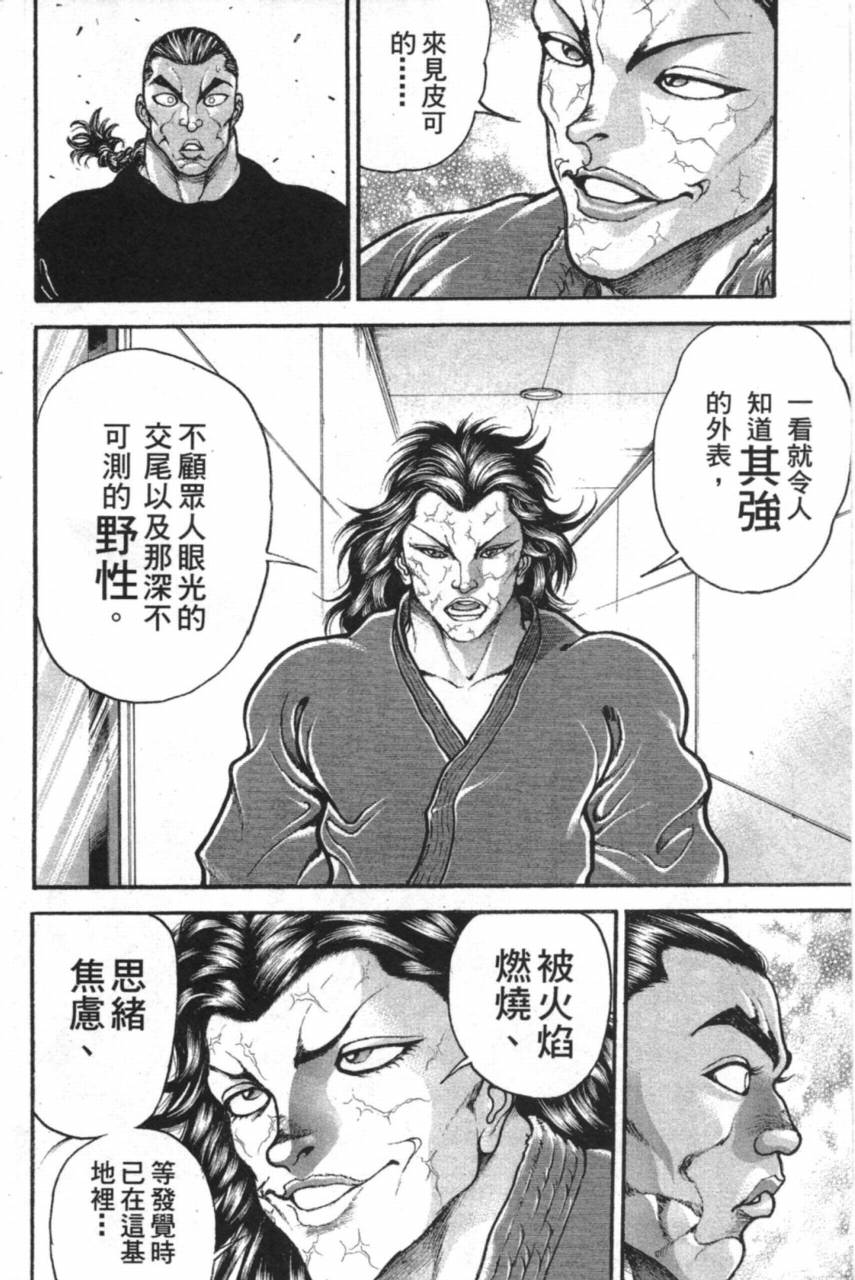 來見皮可
的⋯⋯
一看就令人
知道其強
的外表，
不顧眾人眼光的
交尾以及那深不
可測的野性。
被火焰
燃燒、
思緒
焦慮、
等發覺時
已在這基
地裡⋯